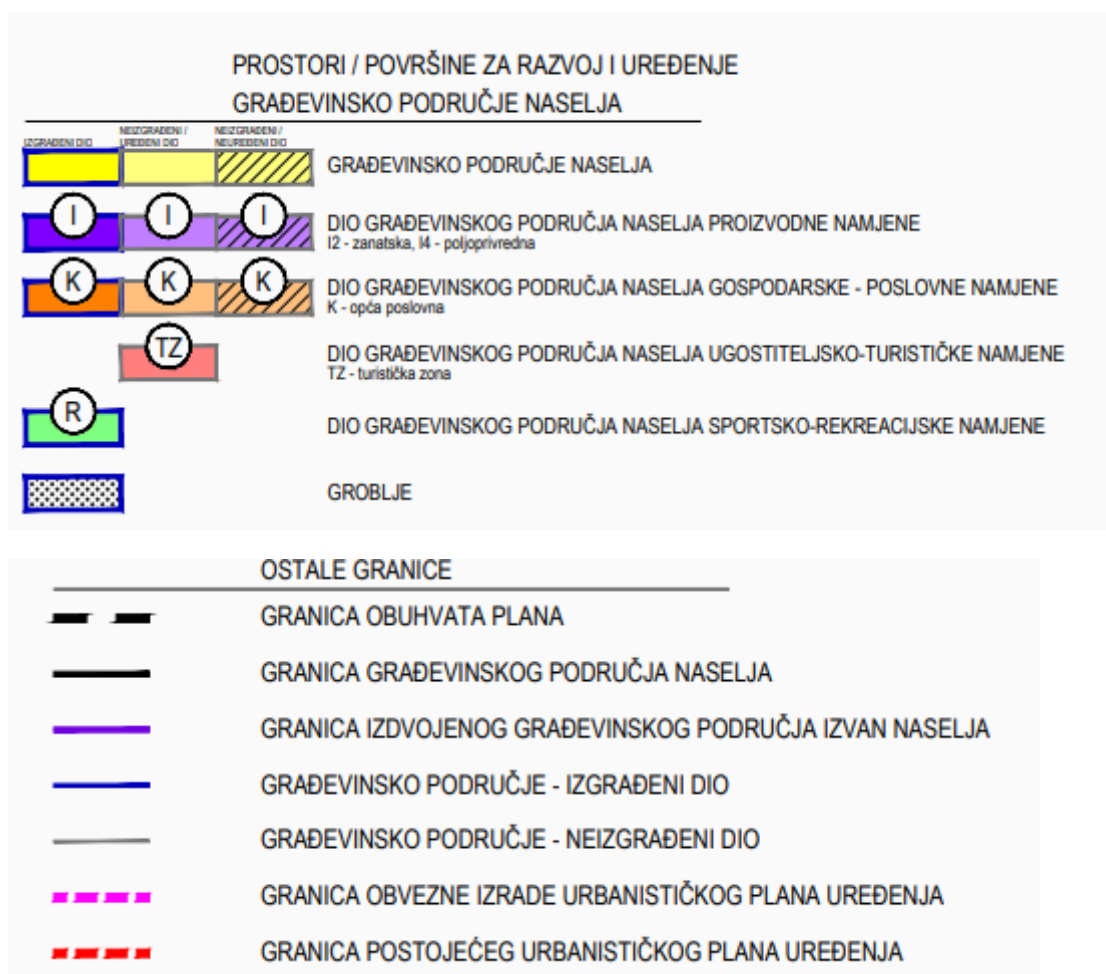 PROSTORI / POVRŠINE ZA RAZVOJ I UREĐENJE
GRAĐEVINSKO PODRUČJE NASELJA
IZGRAĐENI DIO
NEIZGRAĐENI /
UREĐENI DIO
NEIZGRAĐENI /
NEUREĐENI DIO
GRAĐEVINSKO PODRUČJE NASELJA
I I I
DIO GRAĐEVINSKOG PODRUČJA NASELJA PROIZVODNE NAMJENE
I2 - zanatska, I4 - poljoprivredna
K K K
DIO GRAĐEVINSKOG PODRUČJA NASELJA GOSPODARSKE - POSLOVNE NAMJENE
K - opća poslovna
TZ
DIO GRAĐEVINSKOG PODRUČJA NASELJA UGOSTITELJSKO-TURISTIČKE NAMJENE
TZ - turistička zona
R
DIO GRAĐEVINSKOG PODRUČJA NASELJA SPORTSKO-REKREACIJSKE NAMJENE
GROBLJE
OSTALE GRANICE
GRANICA OBUHVATA PLANA
GRANICA GRAĐEVINSKOG PODRUČJA NASELJA
GRANICA IZDVOJENOG GRAĐEVINSKOG PODRUČJA IZVAN NASELJA
GRAĐEVINSKO PODRUČJE - IZGRAĐENI DIO
GRAĐEVINSKO PODRUČJE - NEIZGRAĐENI DIO
GRANICA OBVEZNE IZRADE URBANISTIČKOG PLANA UREĐENJA
GRANICA POSTOJEĆEG URBANISTIČKOG PLANA UREĐENJA